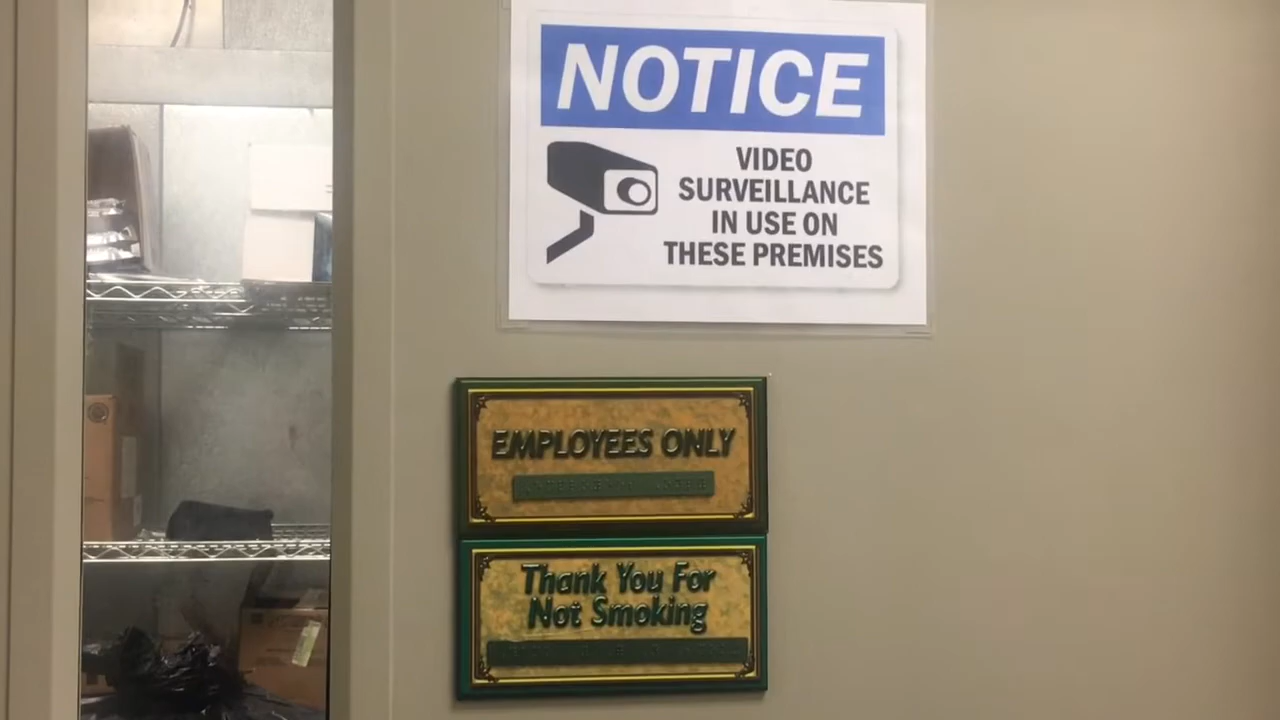 NOTICE
VIDEO
SURVEILLANCE
IN USE ON
THESE PREMISES
EMPLOYEES ONLY
Thank You For
Not Smoking